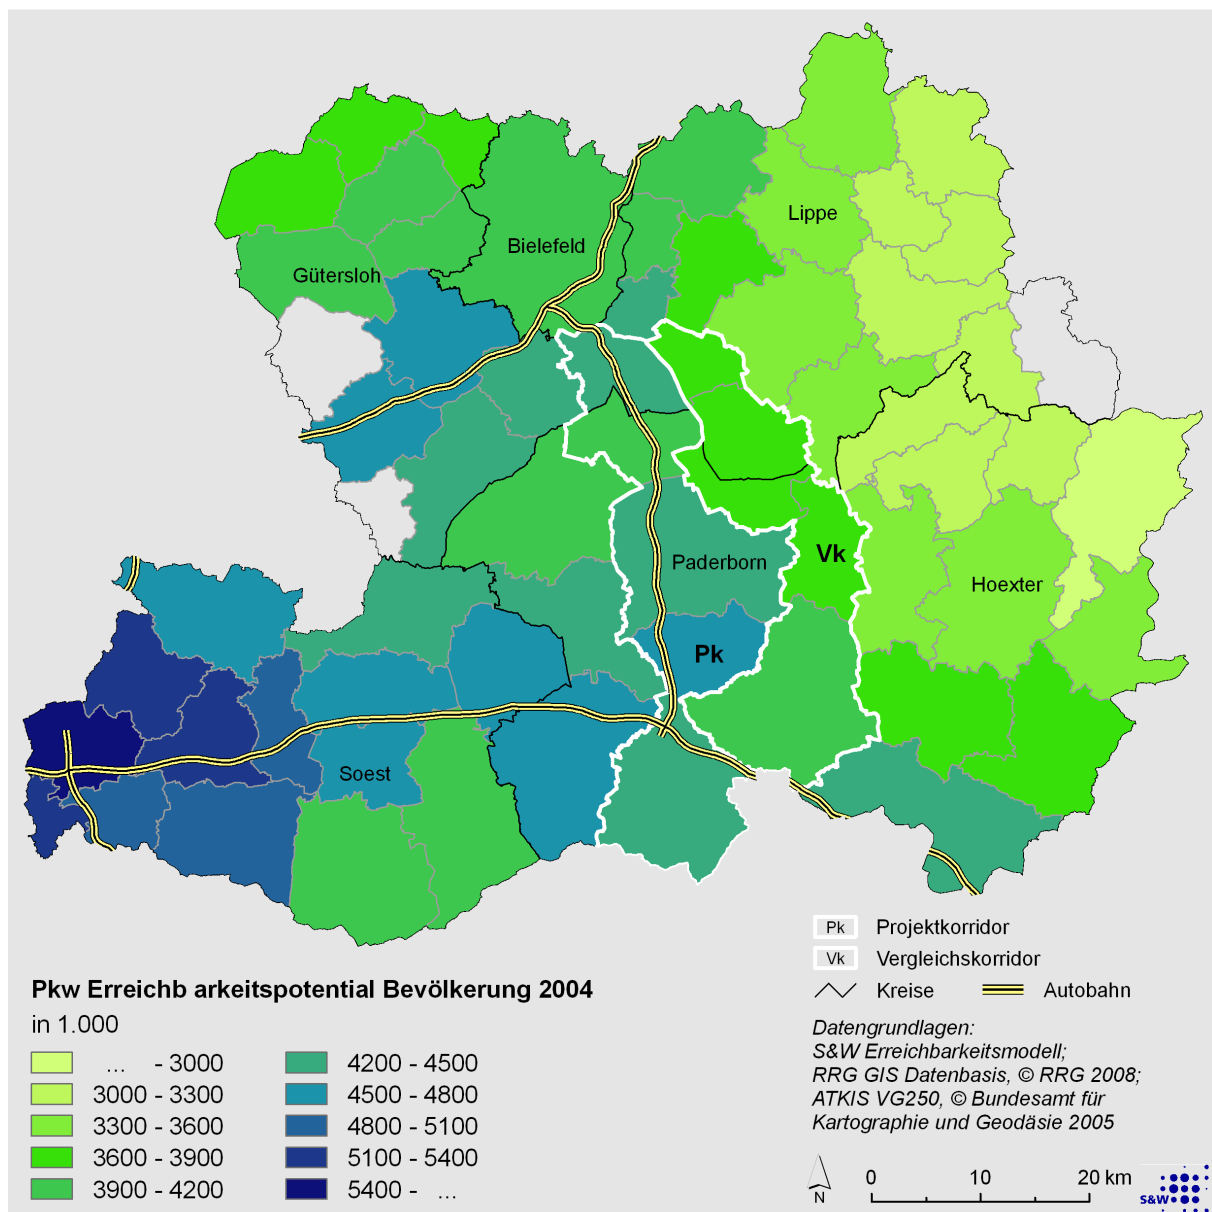 Lippe
Bielefeld
Gütersloh
Vk
Paderborn
Hoexter
Pk
Soest
Pk Projektkorridor
Vk Vergleichskorridor
Kreise Autobahn
Pkw Erreichb arkeitspotential Bevölkerung 2004
in 1.000
... - 3000
3000 - 3300
3300 - 3600
3600 - 3900
3900 - 4200
4200 - 4500
4500 - 4800
4800 - 5100
5100 - 5400
5400 - ...
Datengrundlagen:
S&W Erreichbarkeitsmodell;
RRG GIS Datenbasis, © RRG 2008;
ATKIS VG250, © Bundesamt für
Kartographie und Geodäsie 2005
N
0 10 20 km
S&W